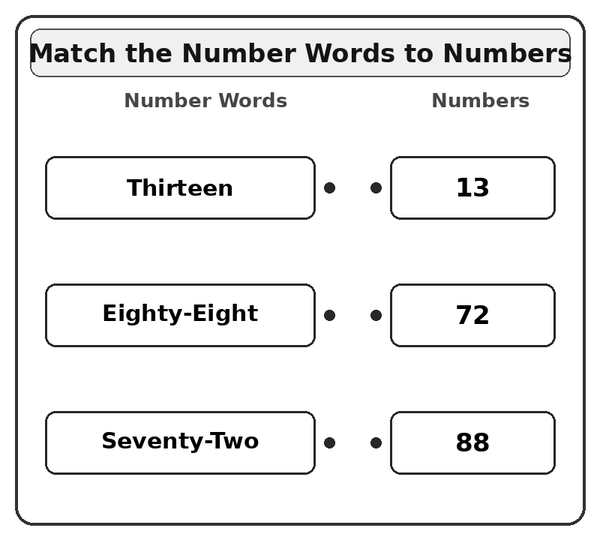 Match the Number Words to Numbers
Number Words Numbers
Thirteen 13
Eighty-Eight 72
Seventy-Two 88